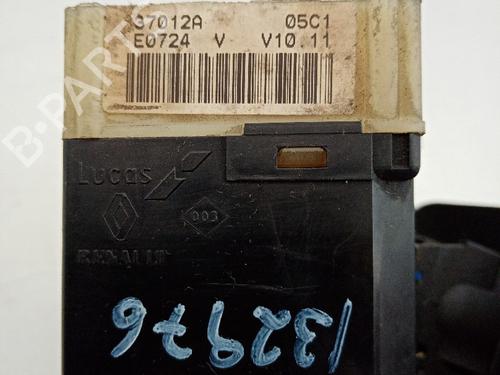 37012A 05C1
E0724 V V10.11
Lucas
003
RENAULT
132976
B-PARTS